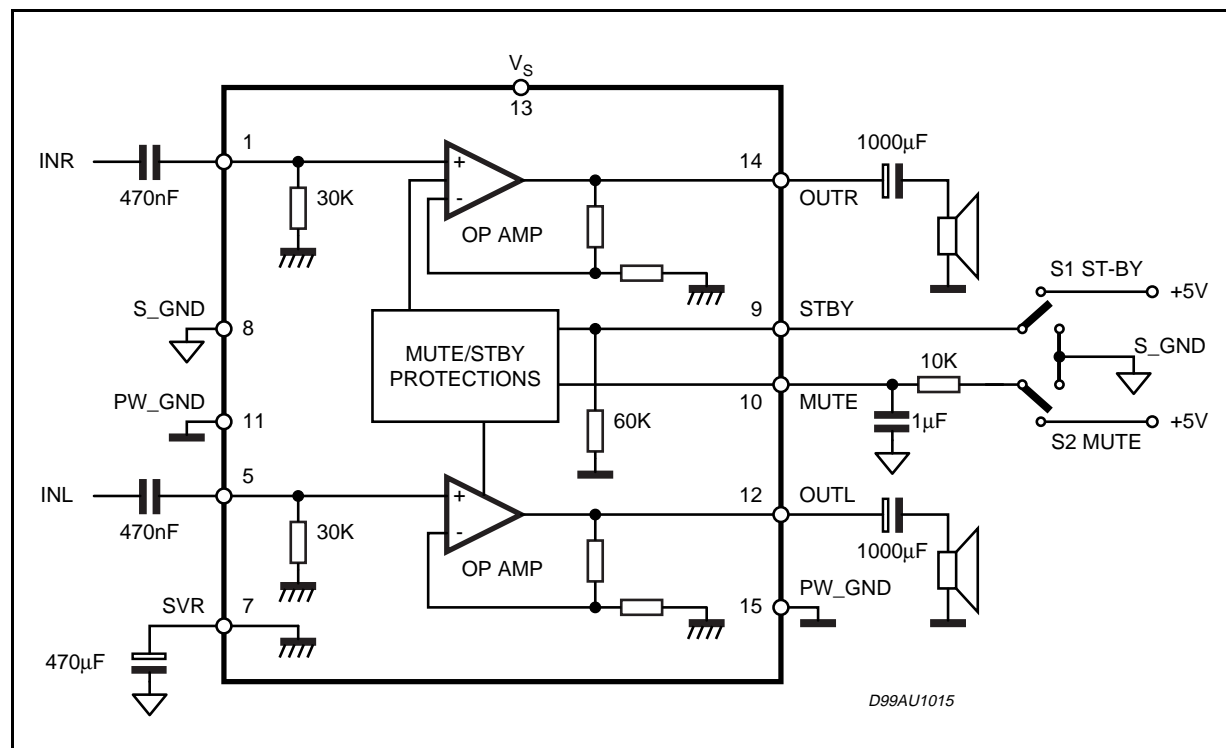 V_S
13
1000µF
INR
1
14
470nF
30K
+
-
OP AMP
OUTR
S1 ST-BY
+5V
S_GND
8
9
STBY
MUTE/STBY
PROTECTIONS
S_GND
10K
PW_GND
11
10
MUTE
60K
1µF
+5V
S2 MUTE
INL
5
12
OUTL
470nF
30K
+
-
OP AMP
1000µF
SVR
7
15
PW_GND
470µF
D99AU1015